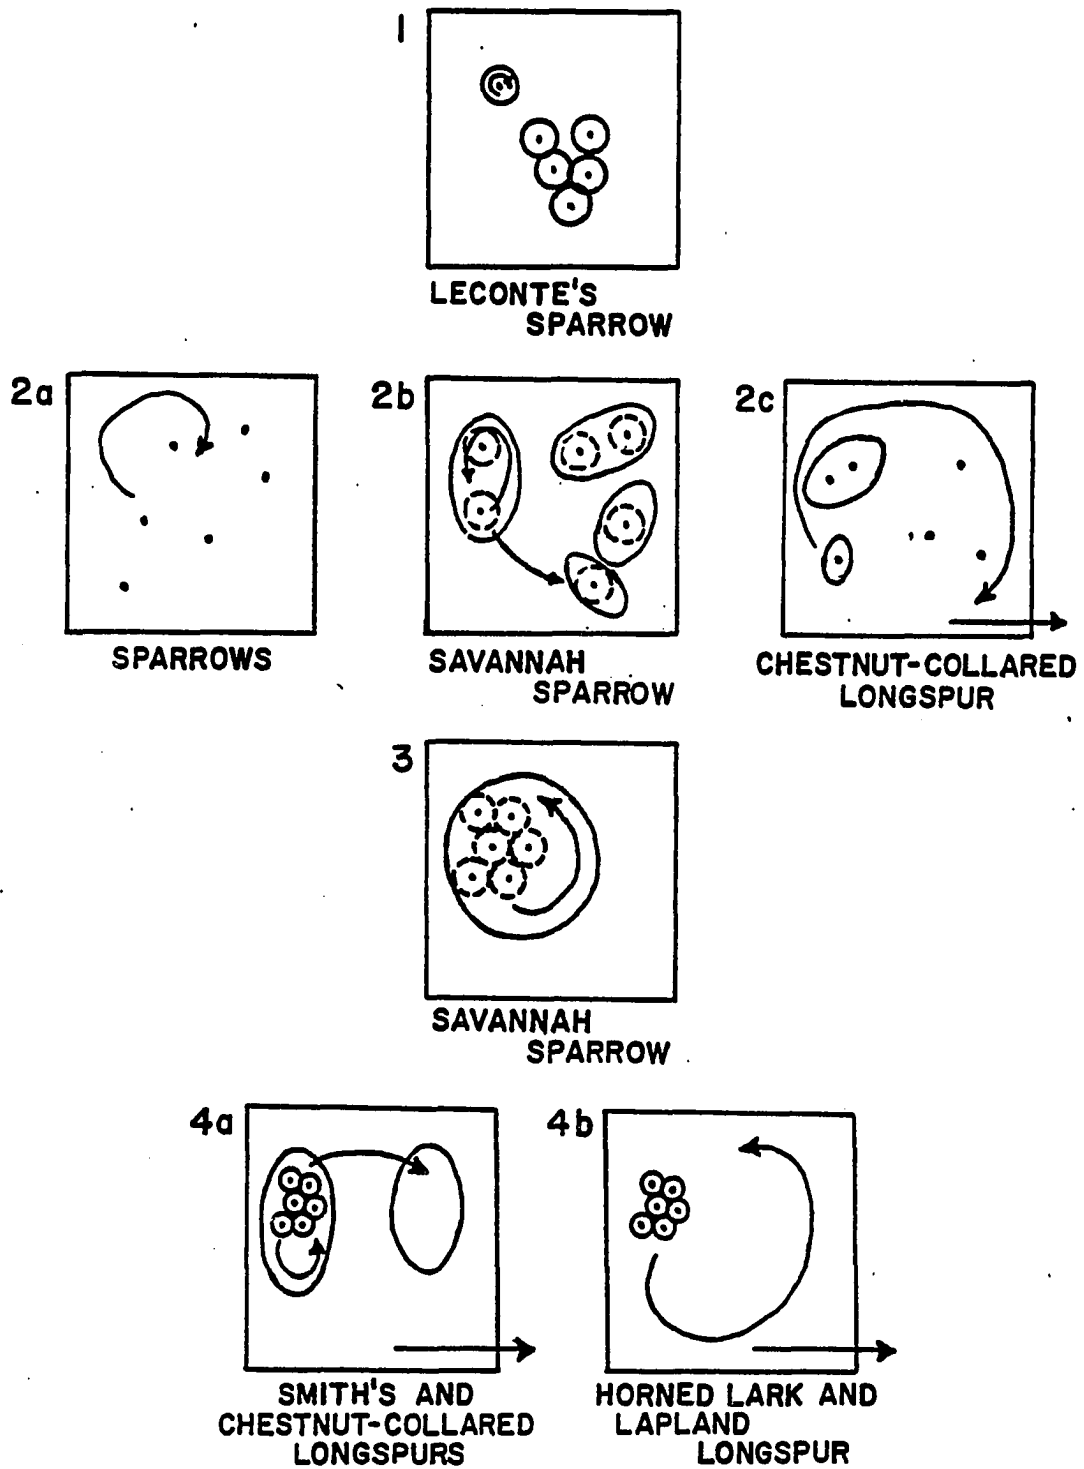 1
LECONTE'S
SPARROW
2a
2b
2c
SPARROWS
SAVANNAH
SPARROW
CHESTNUT-COLLARED
LONGSPUR
3
SAVANNAH
SPARROW
4a
4b
SMITH'S AND
CHESTNUT-COLLARED
LONGSPURS
HORNED LARK AND
LAPLAND
LONGSPUR